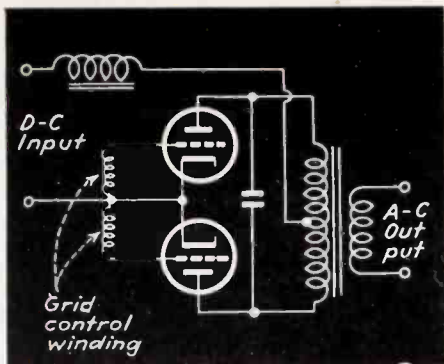 D-C
Input
A-C
Out
put
Grid
control
winding